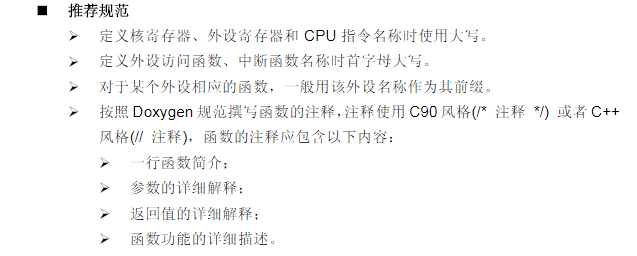 ■ 推荐规范
➢ 定义核寄存器、外设寄存器和 CPU 指令名称时使用大写。
➢ 定义外设访问函数、中断函数名称时首字母大写。
➢ 对于某个外设相应的函数，一般用该外设名称作为其前缀。
➢ 按照 Doxygen 规范撰写函数的注释，注释使用 C90 风格(/* 注释 */) 或者 C++
风格(// 注释)，函数的注释应包含以下内容：
➢ 一行函数简介；
➢ 参数的详细解释；
➢ 返回值的详细解释；
➢ 函数功能的详细描述。